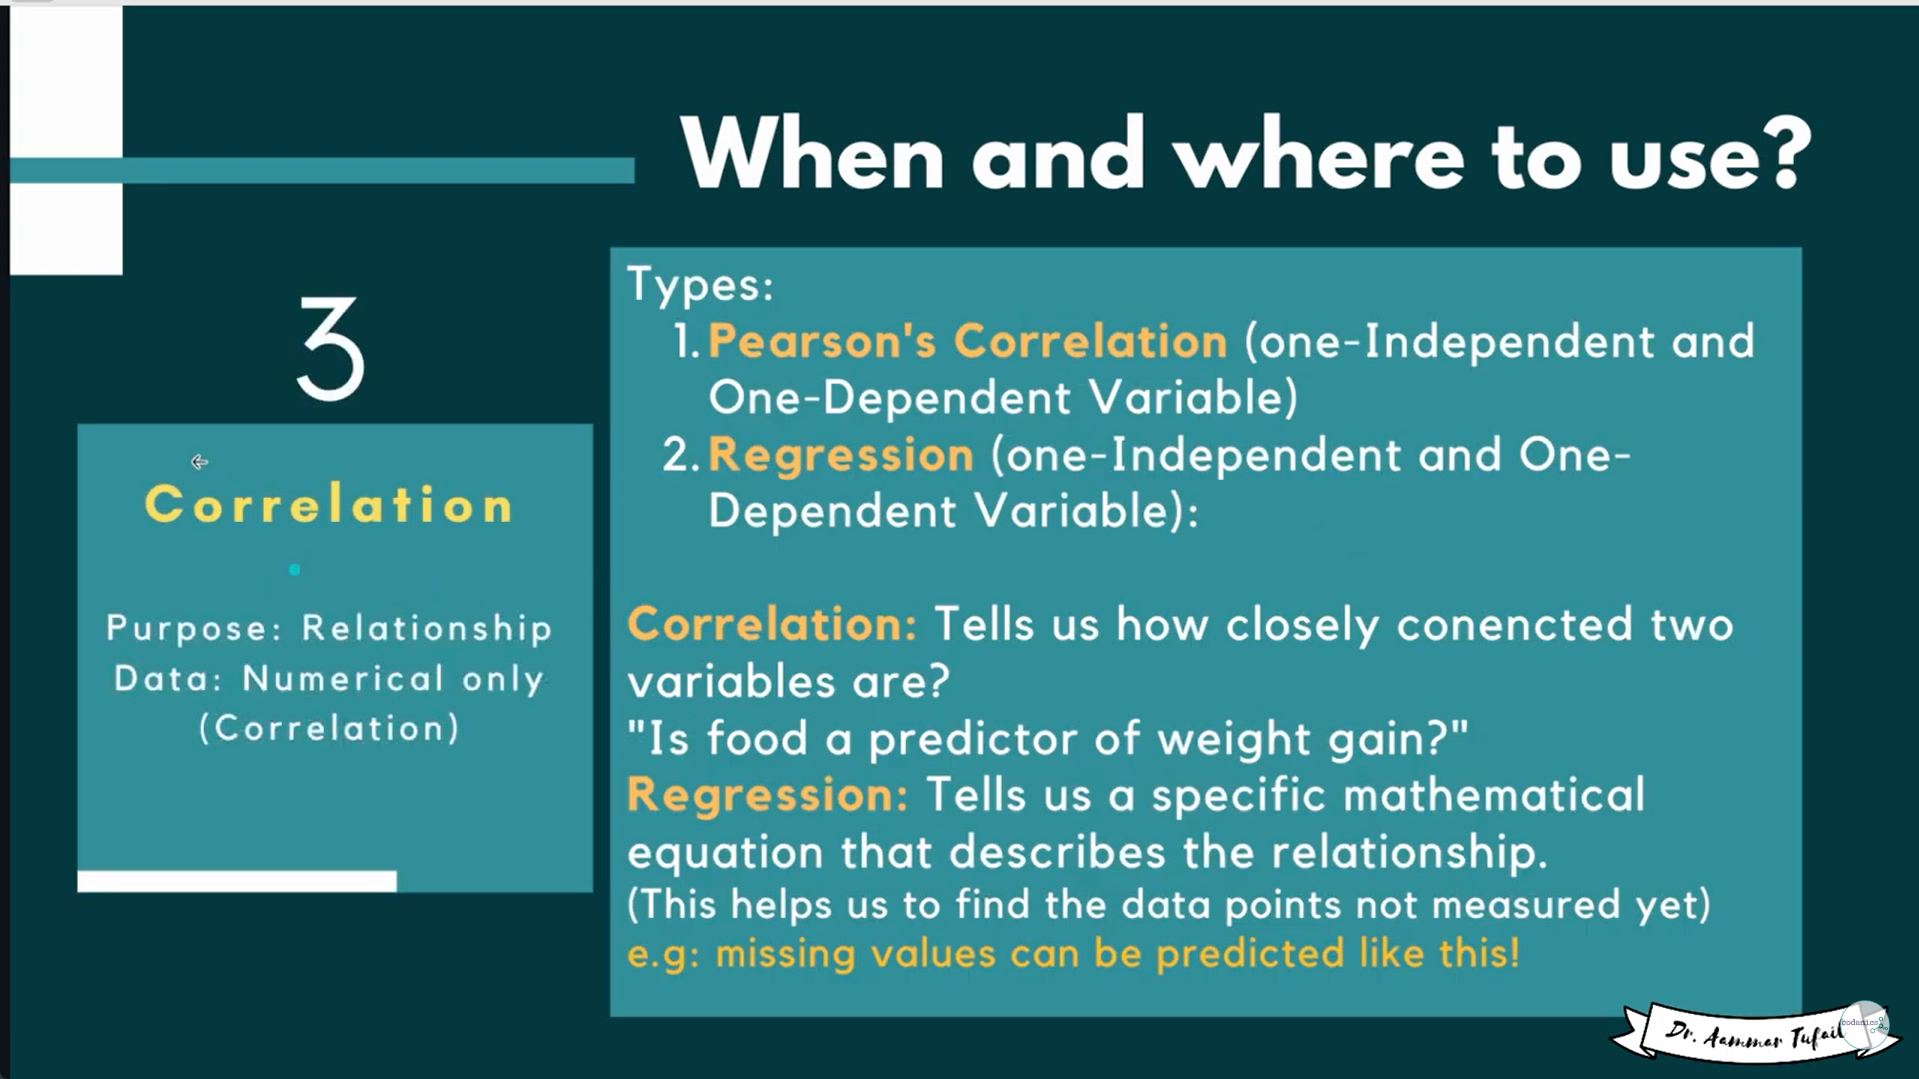 When and where to use?
3
Correlation
Purpose: Relationship
Data: Numerical only
(Correlation)
Types:
1. Pearson's Correlation (one-Independent and
One-Dependent Variable)
2. Regression (one-Independent and One-
Dependent Variable):
Correlation: Tells us how closely conencted two
variables are?
"Is food a predictor of weight gain?"
Regression: Tells us a specific mathematical
equation that describes the relationship.
(This helps us to find the data points not measured yet)
e.g: missing values can be predicted like this!
Dr. Aammar Tufail
codanics